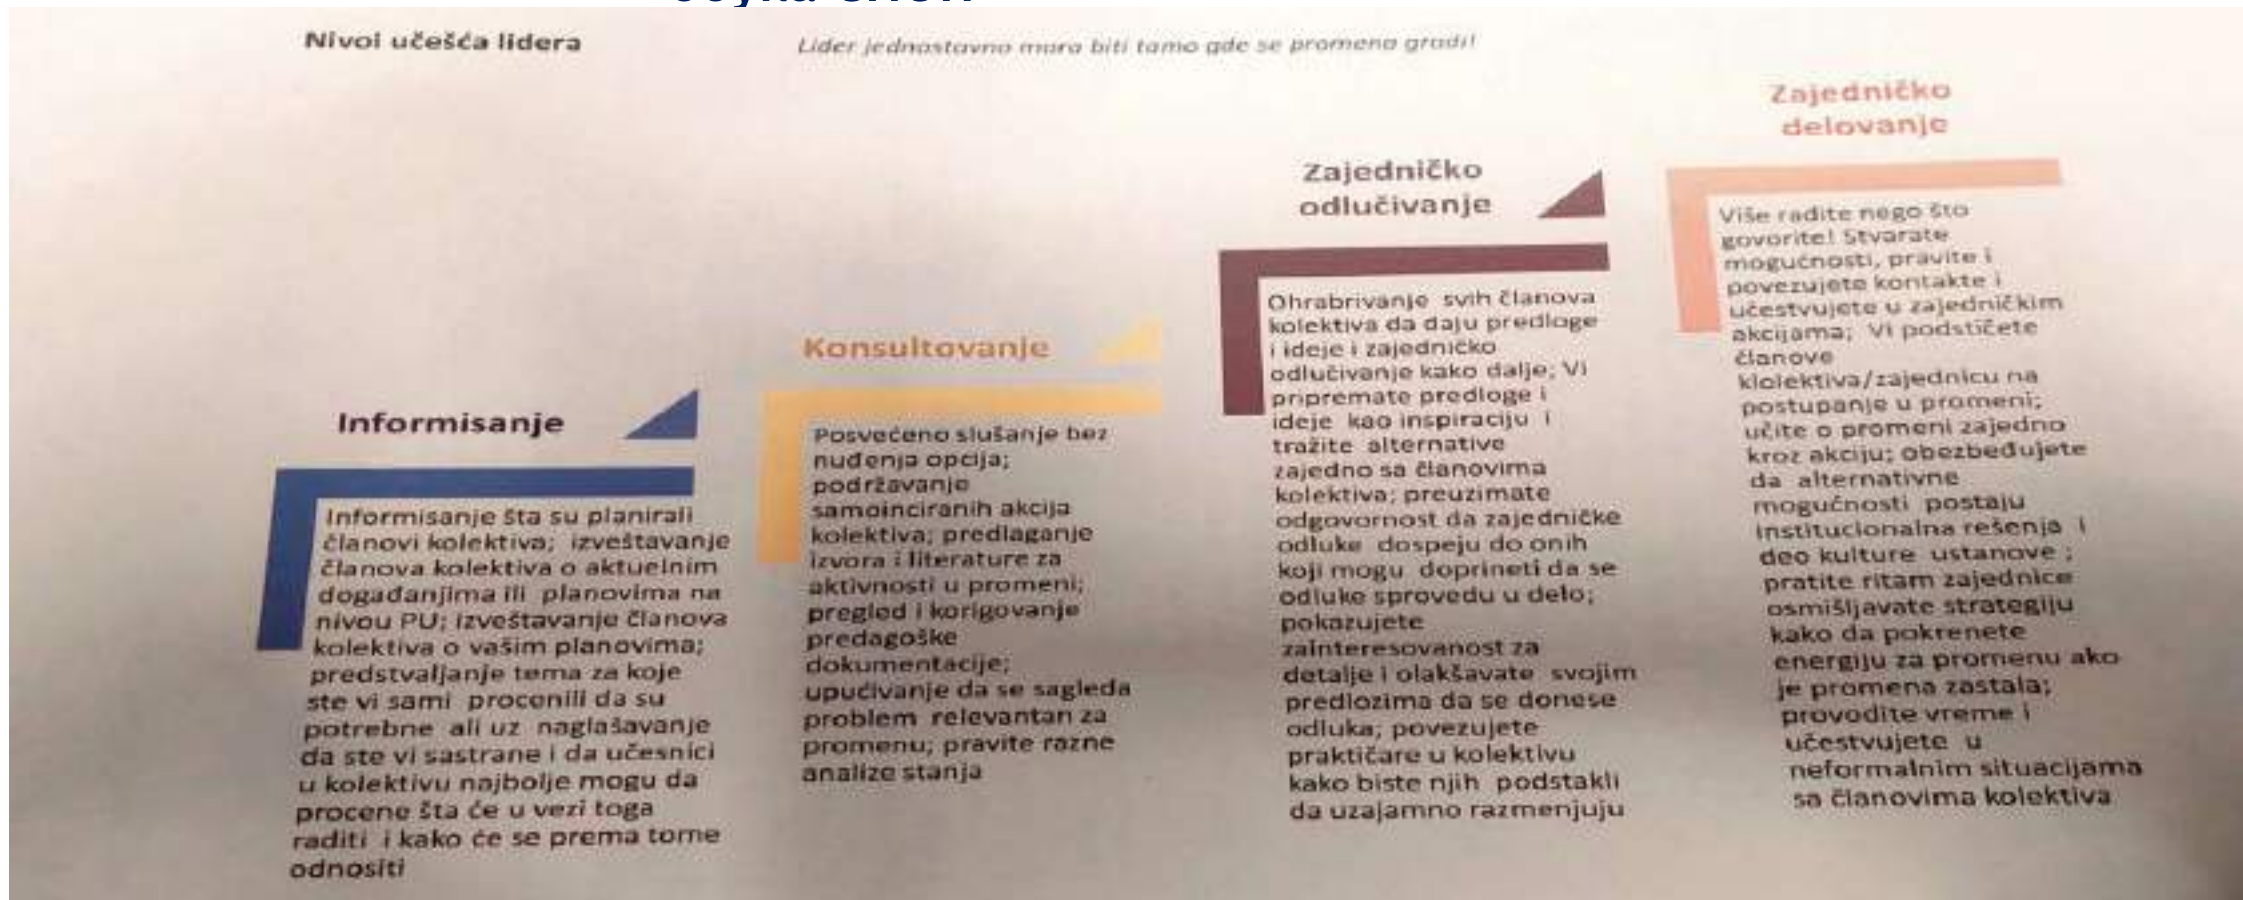 Nivoi učešća lidera
Lider jednostavno mora biti tamo gde se promena gradi!
Informisanje
Informisanje šta su planirali
članovi kolektiva; izveštavanje
članova kolektiva o aktuelnim
događanjima ili planovima na
nivou PU; izveštavanje članova
kolektiva o vašim planovima;
predstvaljanje tema za koje
ste vi sami procenili da su
potrebne ali uz naglašavanje
da ste vi sastrane i da učesnici
u kolektivu najbolje mogu da
procene šta će u vezi toga
raditi i kako će se prema tome
odnositi
Konsultovanje
Posvećeno slušanje bez
nuđenja opcija;
podržavanje
samoinciranih akcija
kolektiva; predlaganje
izvora i literature za
aktivnosti u promeni;
pregled i korigovanje
predagoške
dokumentacije;
upućivanje da se sagleda
problem relevantan za
promenu; pravite razne
analize stanja
Zajedničko
odlučivanje
Ohrabrivanje svih članova
kolektiva da daju predloge
i ideje i zajedničko
odlučivanje kako dalje; Vi
pripremate predloge i
ideje kao inspiraciju i
tražite alternative
zajedno sa članovima
kolektiva; preuzimate
odgovornost da zajedničke
odluke dospeju do onih
koji mogu doprineti da se
odluke sprovedu u delo;
pokazujete
zainteresovanost za
detalje i olakšavate svojim
predlozima da se donese
odluka; povezujete
praktičare u kolektivu
kako biste njih podstakli
da uzajamno razmenjuju
Zajedničko
delovanje
Više radite nego što
govorite! Stvarate
mogućnosti, pravite i
povezujete kontakte i
učestvujete u zajedničkim
akcijama; Vi podstičete
članove
klolektiva/zajednicu na
postupanje u promeni;
učite o promeni zajedno
kroz akciju; obezbeđujete
da alternativne
mogućnosti postaju
institucionalna rešenja i
deo kulture ustanove ;
pratite ritam zajednice
osmišljavate strategiju
kako da pokrenete
energiju za promenu ako
je promena zastala;
provodite vreme i
učestvujete u
neformalnim situacijama
sa članovima kolektiva